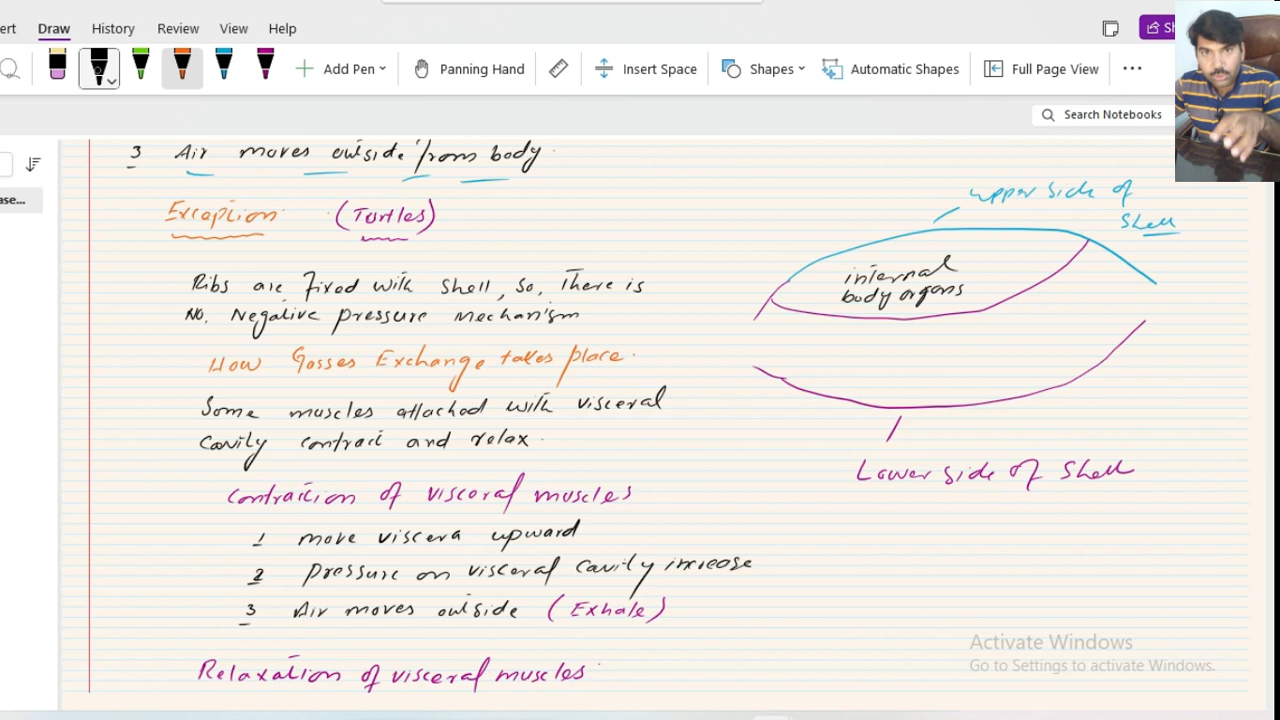 ert Draw History Review View Help Sh
Add Pen Panning Hand Insert Space Shapes Automatic Shapes Full Page View
Search Notebooks
ase...
3 Air moves outside from body
upper side of
shell
Exception (Turtles)
internal
body organs
Ribs are Fixed with Shell, So, There is
No. Negative pressure mechanism
How Gasses Exchange takes place.
Some muscles attached with visceral
cavity contract and relax.
Lower side of Shell
Contraction of visceral muscles
1 move viscera upward
2 Pressure on visceral cavity increase
3 Air moves outside (Exhale)
Activate Windows
Go to Settings to activate Windows.
Relaxation of visceral muscles.